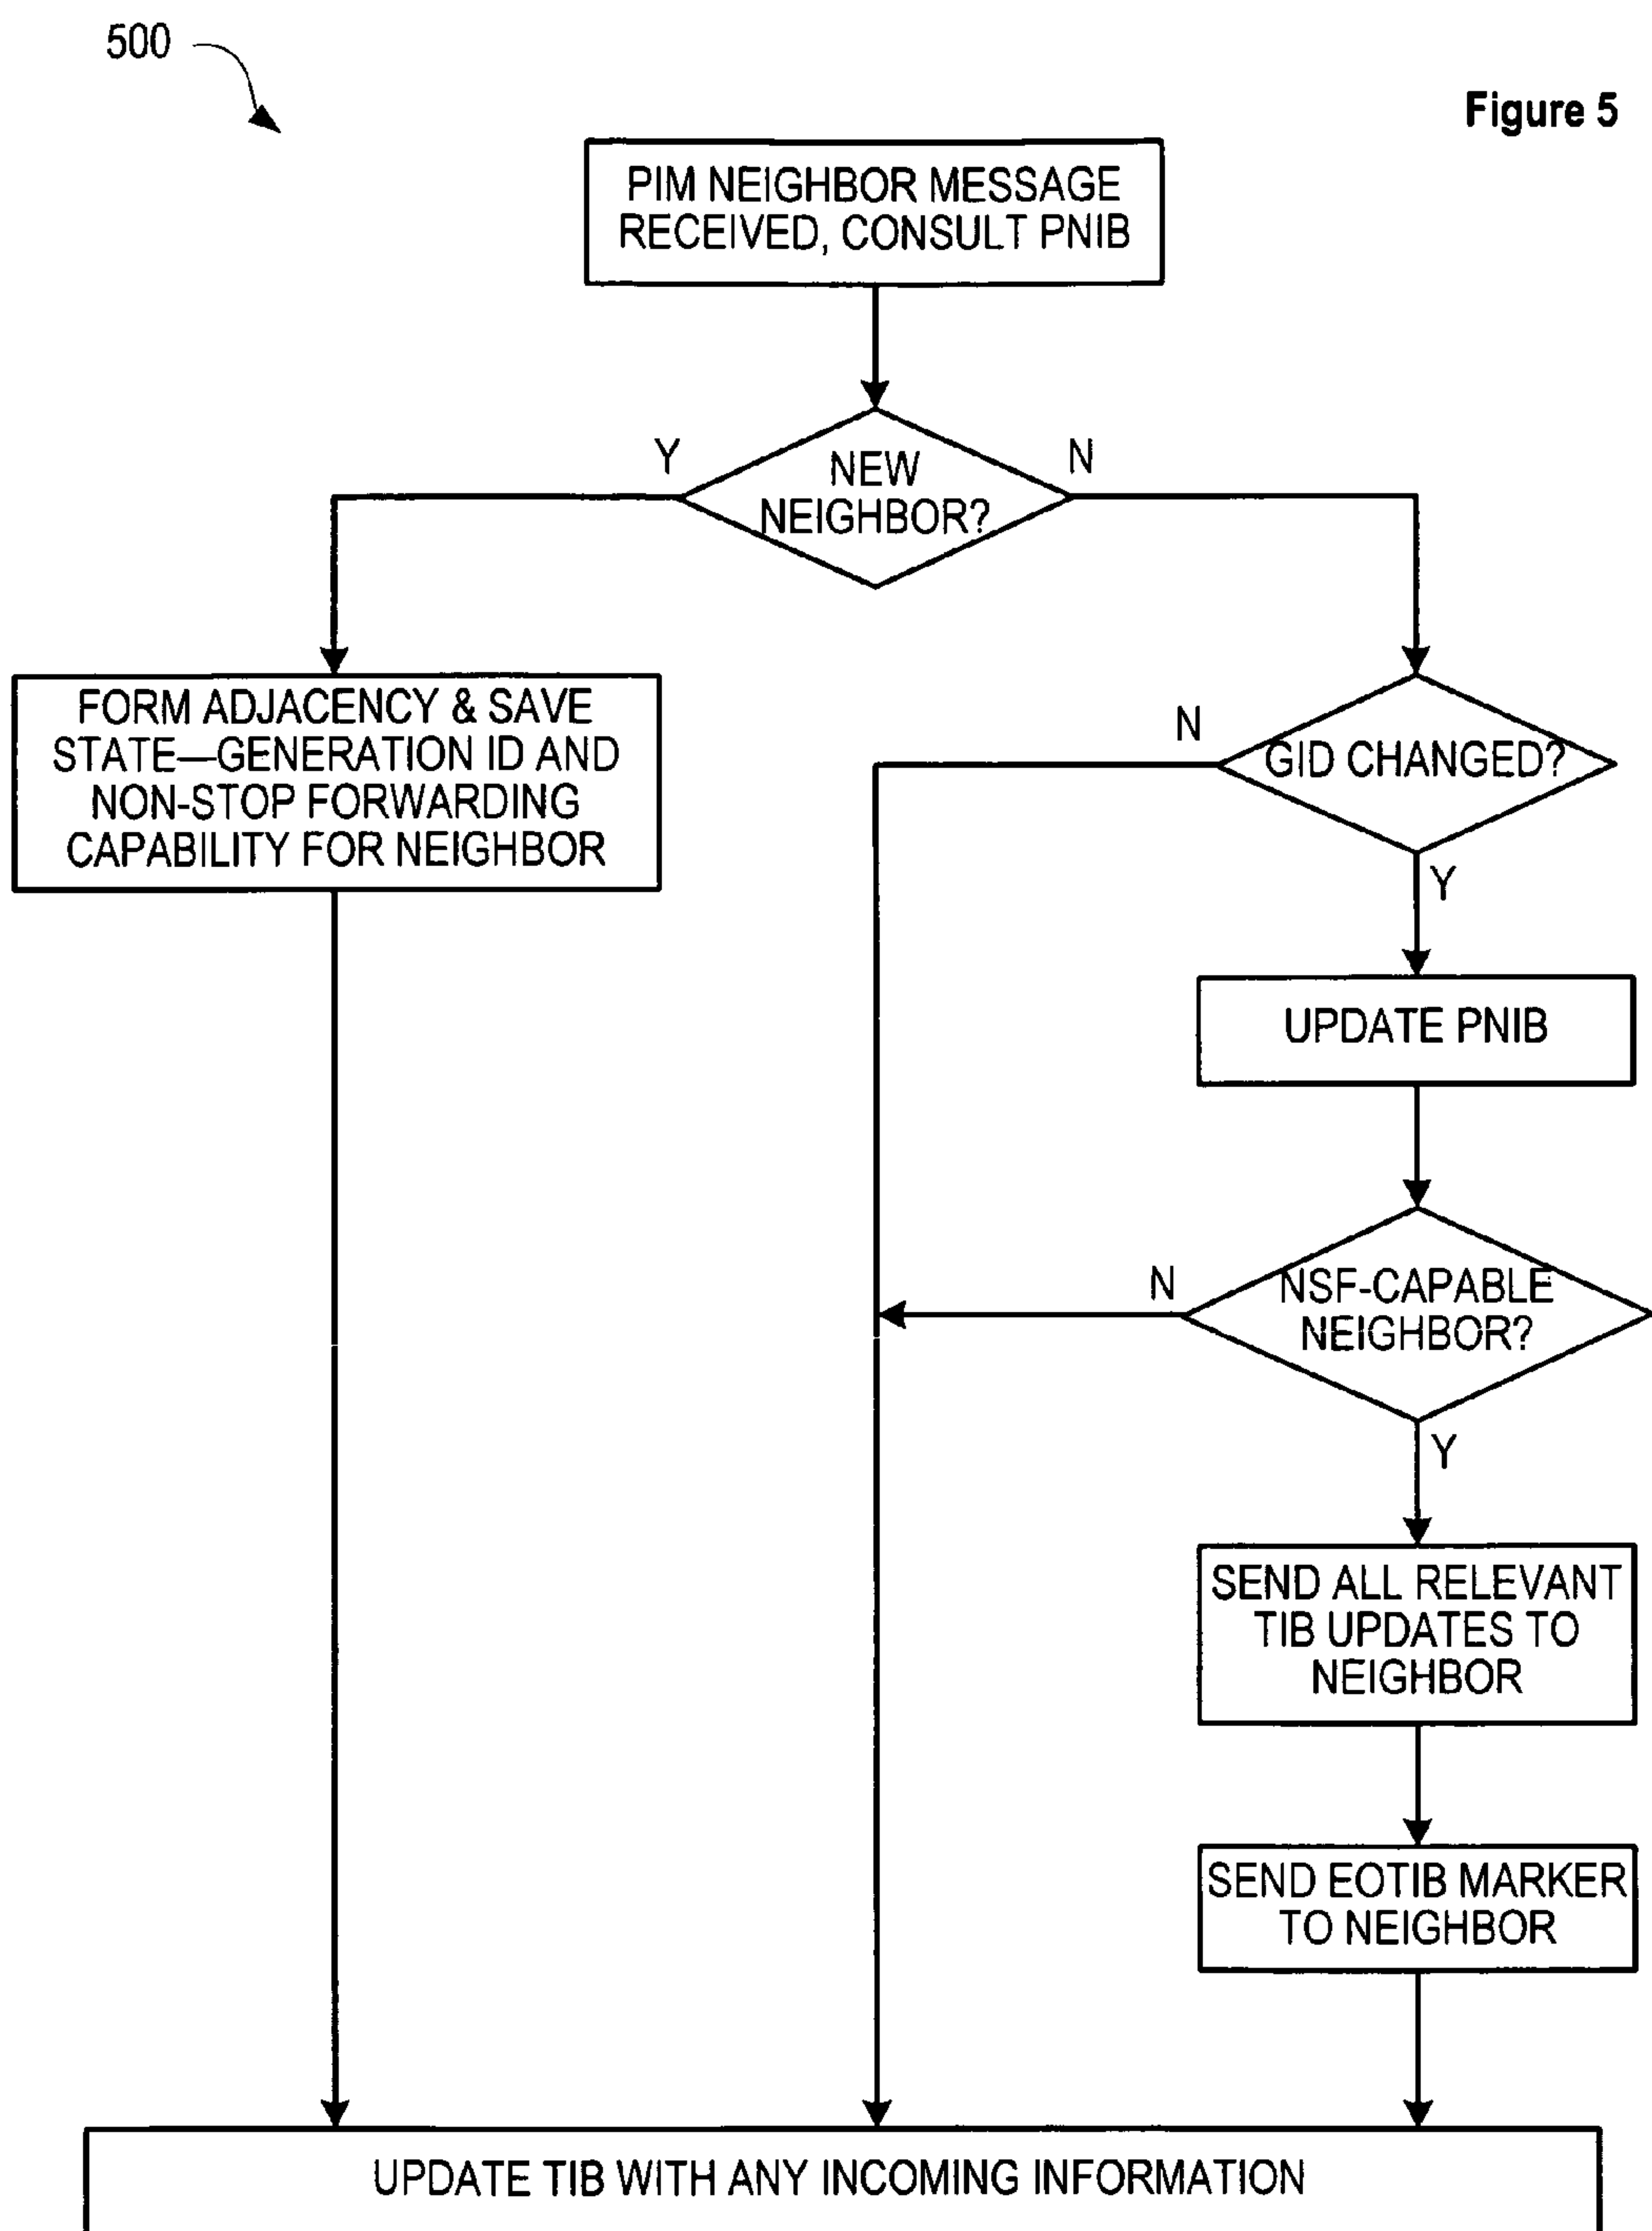 500
Figure 5
PIM NEIGHBOR MESSAGE
RECEIVED, CONSULT PNIB
Y
NEW
NEIGHBOR?
N
FORM ADJACENCY & SAVE
STATE—GENERATION ID AND
NON-STOP FORWARDING
CAPABILITY FOR NEIGHBOR
N
GID CHANGED?
Y
UPDATE PNIB
N
NSF-CAPABLE
NEIGHBOR?
Y
SEND ALL RELEVANT
TIB UPDATES TO
NEIGHBOR
SEND EOTIB MARKER
TO NEIGHBOR
UPDATE TIB WITH ANY INCOMING INFORMATION